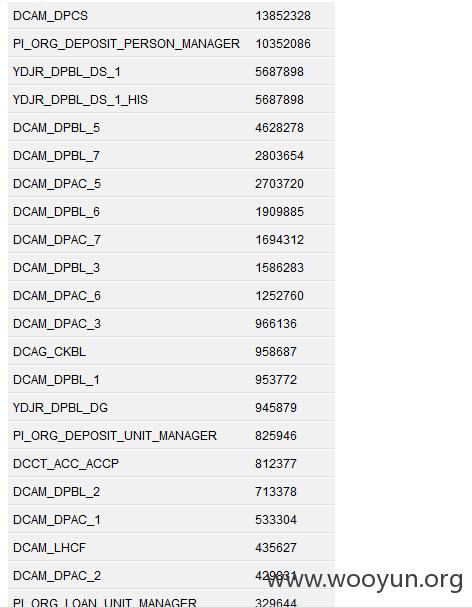 DCAM_DPCS 13852328
PI_ORG_DEPOSIT_PERSON_MANAGER 10352086
YDJR_DPBL_DS_1 5687898
YDJR_DPBL_DS_1_HIS 5687898
DCAM_DPBL_5 4628278
DCAM_DPBL_7 2803654
DCAM_DPAC_5 2703720
DCAM_DPBL_6 1909885
DCAM_DPAC_7 1694312
DCAM_DPBL_3 1586283
DCAM_DPAC_6 1252760
DCAM_DPAC_3 966136
DCAG_CKBL 958687
DCAM_DPBL_1 953772
YDJR_DPBL_DG 945879
PI_ORG_DEPOSIT_UNIT_MANAGER 825946
DCCT_ACC_ACCP 812377
DCAM_DPBL_2 713378
DCAM_DPAC_1 533304
DCAM_LHCF 435627
DCAM_DPAC_2
www.wooyun.org
PI_ORG_LOAN_UNIT_MANAGER 329644